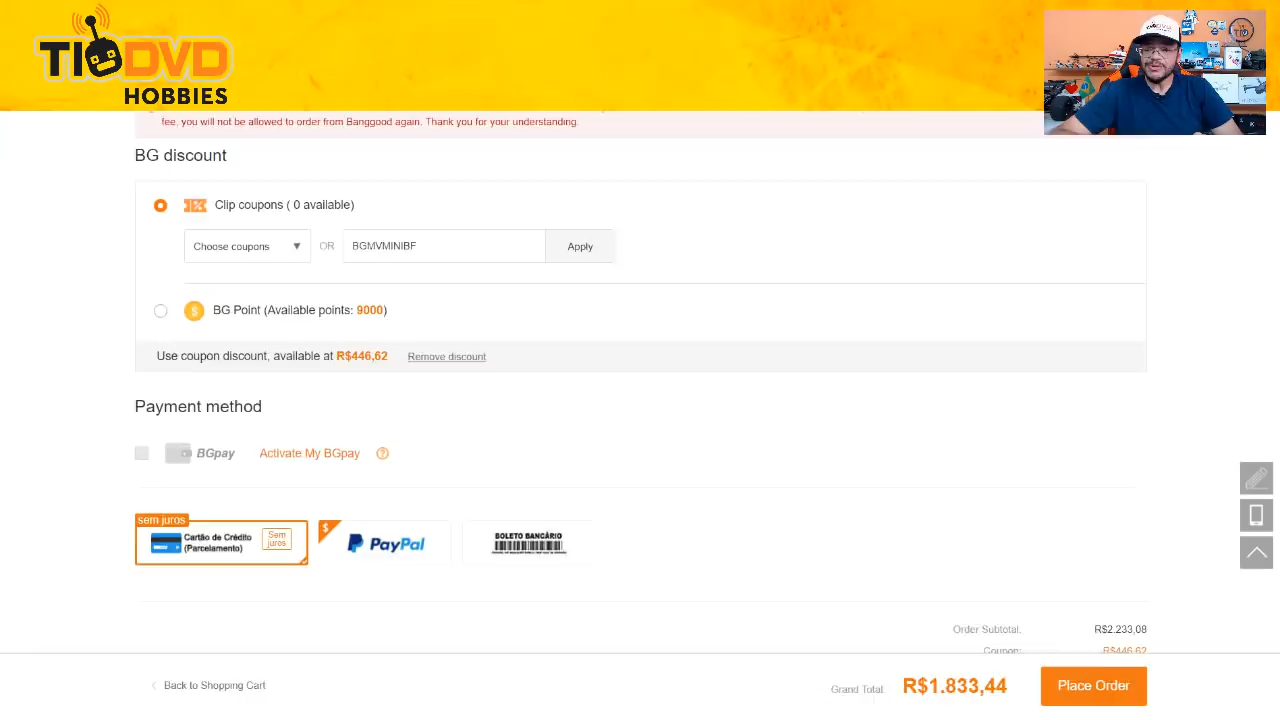 TIODVD
HOBBIES
fee, you will not be allowed to order from Banggood again. Thank you for your understanding.
BG discount
Clip coupons ( 0 available)
Choose coupons ▼ OR BGMVMINIBF Apply
BG Point (Available points: 9000)
Use coupon discount, available at R$446,62 Remove discount
Payment method
BGpay Activate My BGpay ?
sem juros
Cartão de Crédito
(Parcelamento)
Sem
juros
$
PayPal
BOLETO BANCÁRIO
Order Subtotal: R$2.233,08
Coupon: -R$446,62
Back to Shopping Cart
Grand Total: R$1.833,44
Place Order